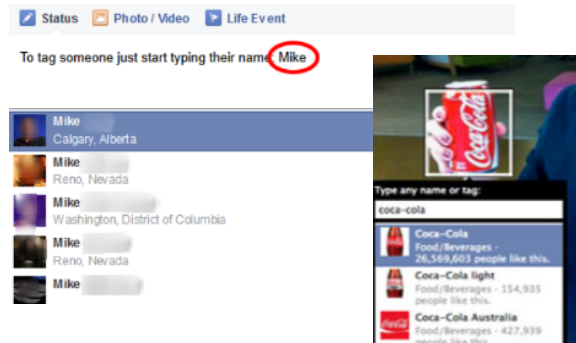 Status Photo / Video Life Event
To tag someone just start typing their name: Mike
Mike
Calgary, Alberta
Mike
Reno, Nevada
Mike
Washington, District of Columbia
Mike
Reno, Nevada
Mike
Coca-Cola
Type any name or tag:
coca-cola
Coca-Cola
Food/Beverages -
26,569,603 people like this.
Coca-Cola light
Food/Beverages - 154,935
people like this.
Coca-Cola
Coca-Cola Australia
Food/Beverages - 427,939
people like this.